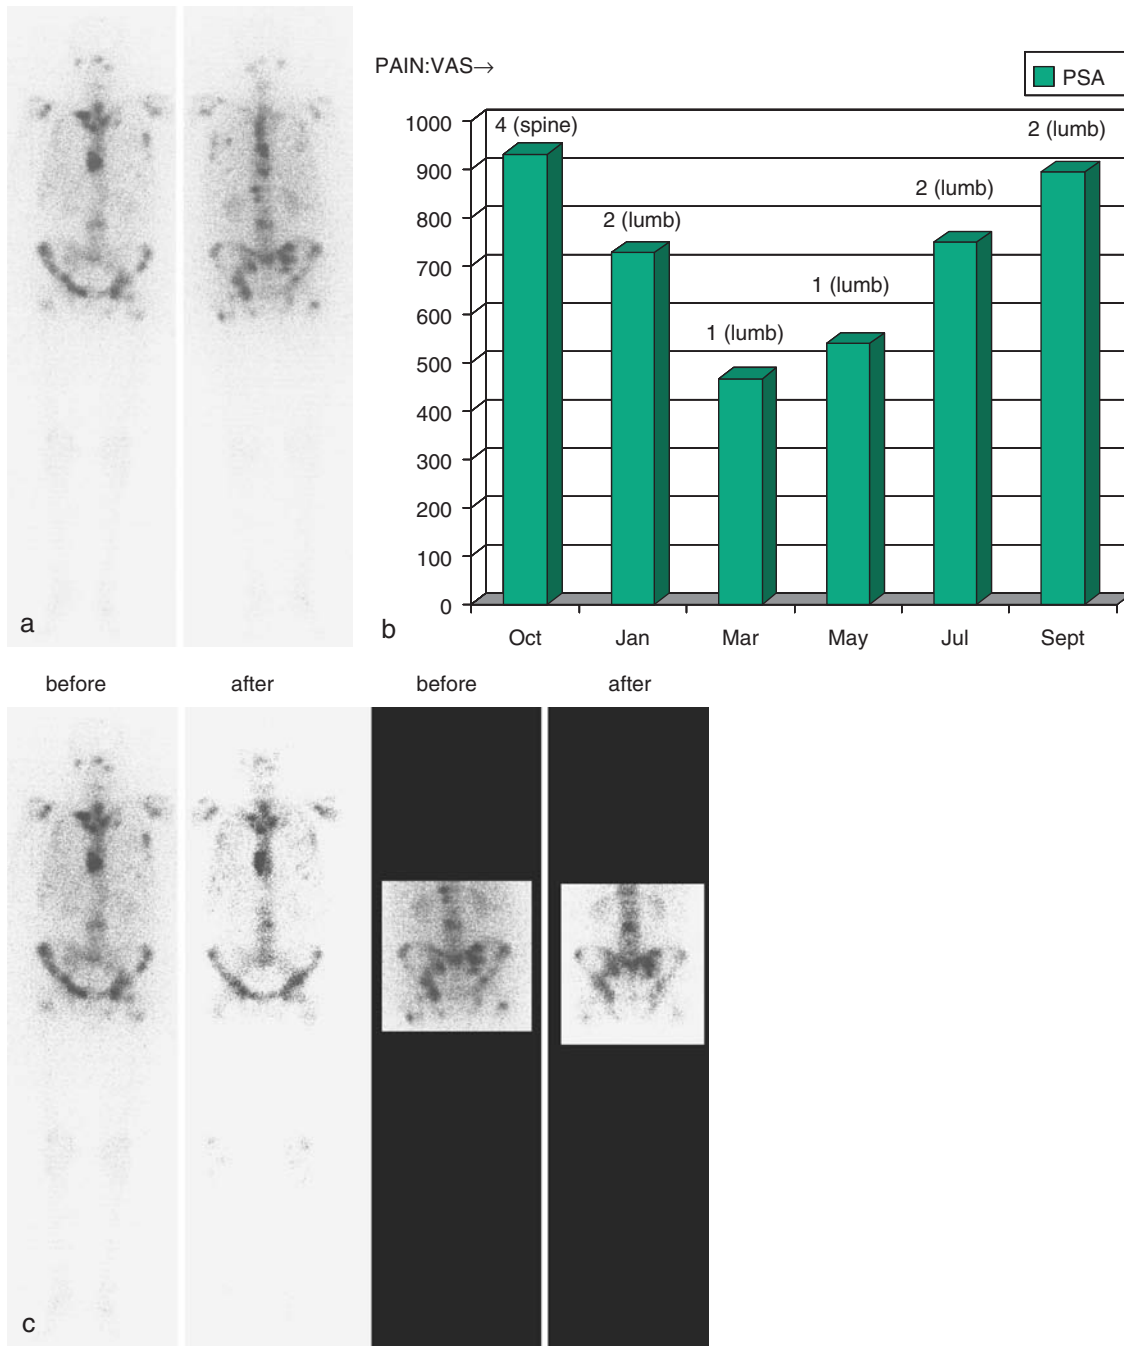 PAIN:VAS→
PSA
1000
900
800
700
600
500
400
300
200
100
0
4 (spine)
2 (lumb)
1 (lumb)
1 (lumb)
2 (lumb)
2 (lumb)
Oct Jan Mar May Jul Sept
a
b
before after before after
c